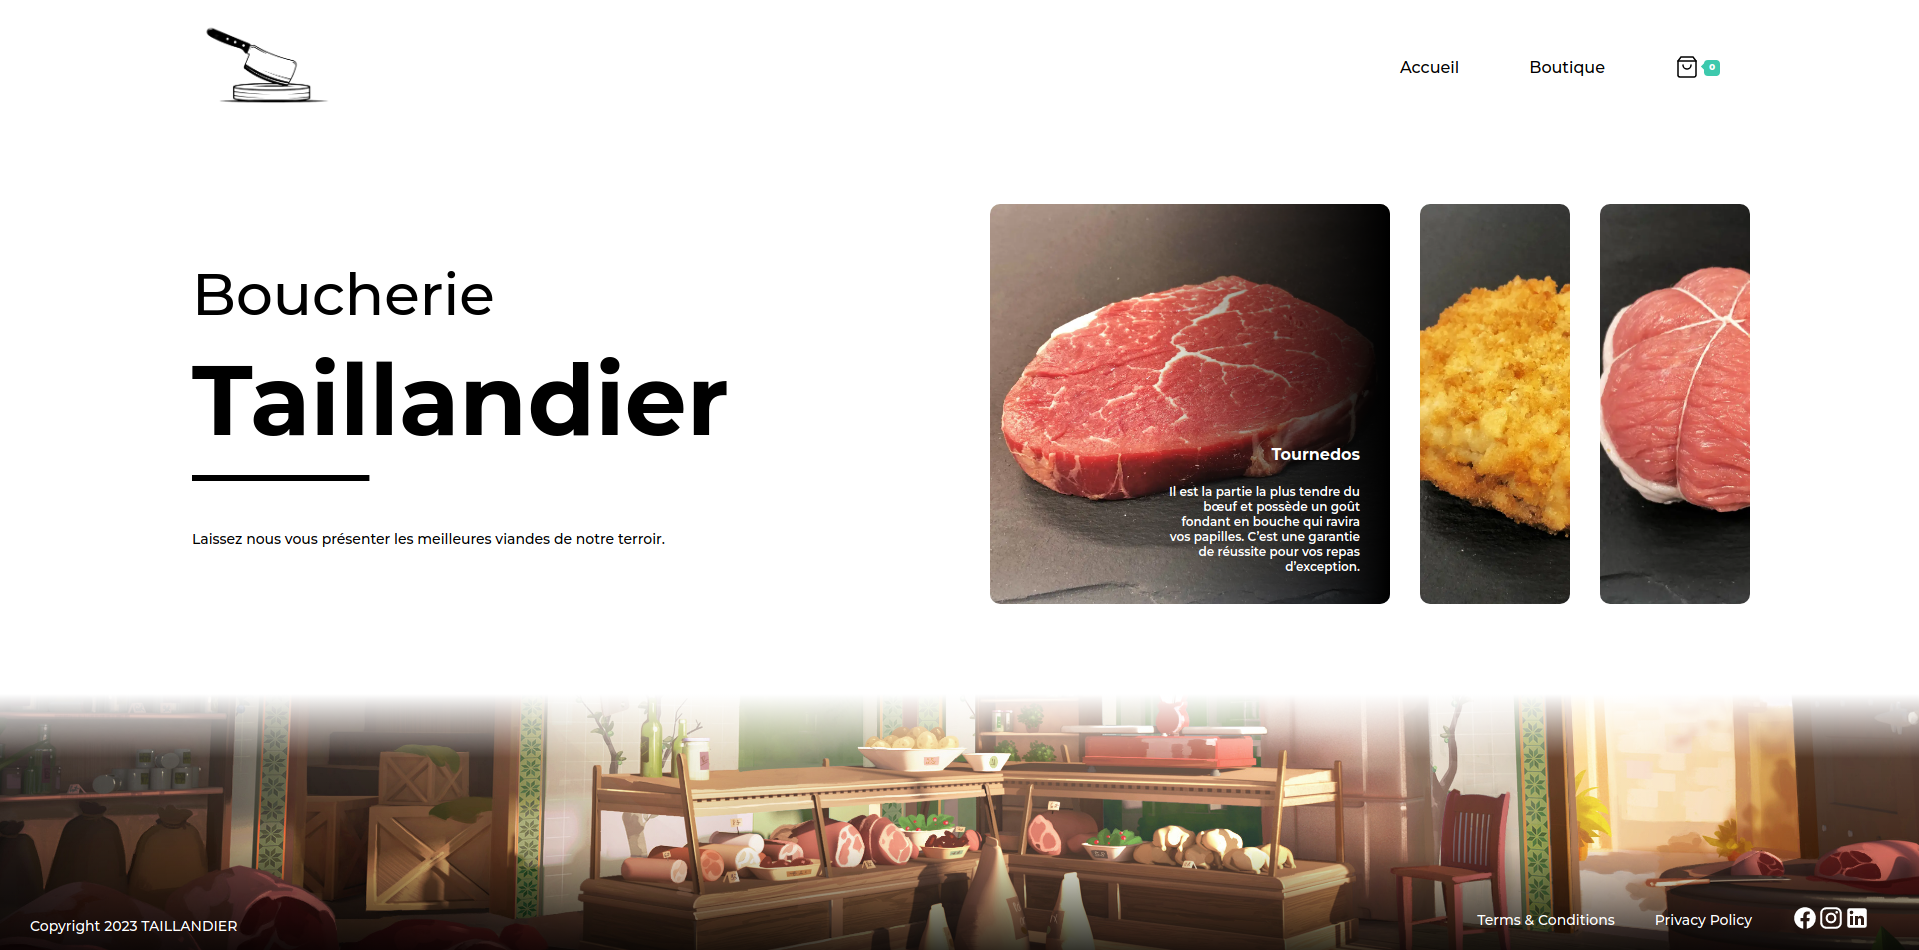 Accueil
Boutique
0
Boucherie
Taillandier
Laissez nous vous présenter les meilleures viandes de notre terroir.
Tournedos
Il est la partie la plus tendre du
bœuf et possède un goût
fondant en bouche qui ravira
vos papilles. C'est une garantie
de réussite pour vos repas
d'exception.
Copyright 2023 TAILLANDIER
Terms & Conditions
Privacy Policy